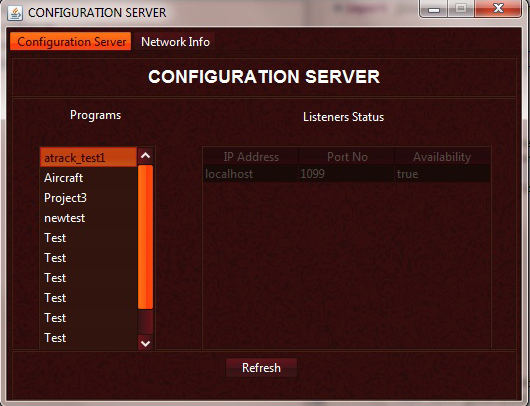 CONFIGURATION SERVER
Configuration Server Network Info
CONFIGURATION SERVER
Programs
Listeners Status
atrack_test1
Aircraft
Project3
newtest
Test
Test
Test
Test
Test
Test
IP Address Port No Availability
localhost 1099 true
Refresh